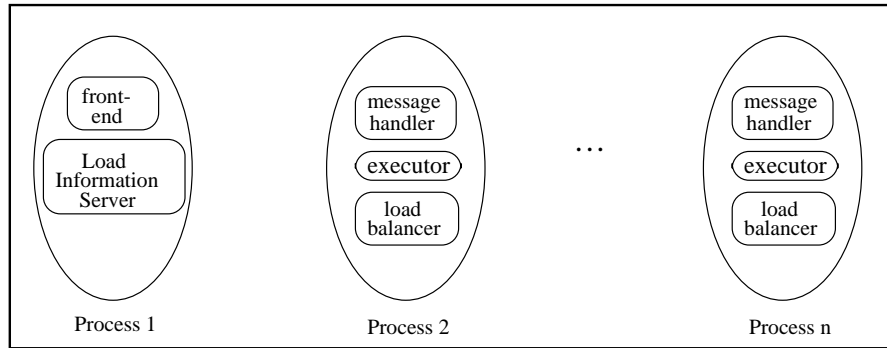 front-
end
Load
Information
Server
Process 1
message
handler
executor
load
balancer
Process 2
...
message
handler
executor
load
balancer
Process n